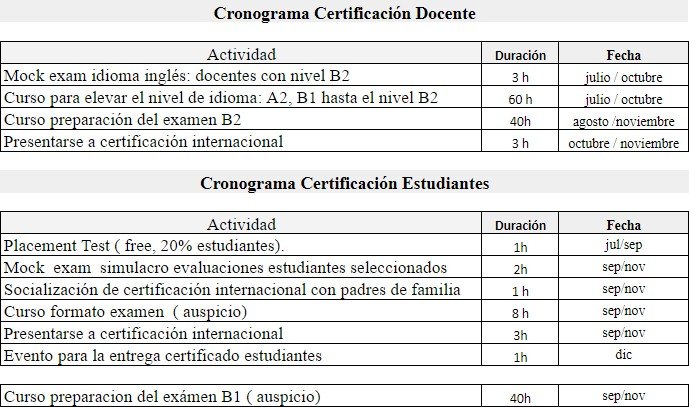 Cronograma Certificación Docente
Actividad Duración Fecha
Mock exam idioma inglés: docentes con nivel B2 3 h julio / octubre
Curso para elevar el nivel de idioma: A2, B1 hasta el nivel B2 60 h julio / octubre
Curso preparación del examen B2 40h agosto /noviembre
Presentarse a certificación internacional 3 h octubre / noviembre
Cronograma Certificación Estudiantes
Actividad Duración Fecha
Placement Test ( free, 20% estudiantes). 1h jul/sep
Mock exam simulacro evaluaciones estudiantes seleccionados 2h sep/nov
Socialización de certificación internacional con padres de familia 1 h sep/nov
Curso formato examen ( auspicio) 8 h sep/nov
Presentarse a certificación internacional 3h sep/nov
Evento para la entrega certificado estudiantes 1h dic
Curso preparacion del exámen B1 ( auspicio) 40h sep/nov